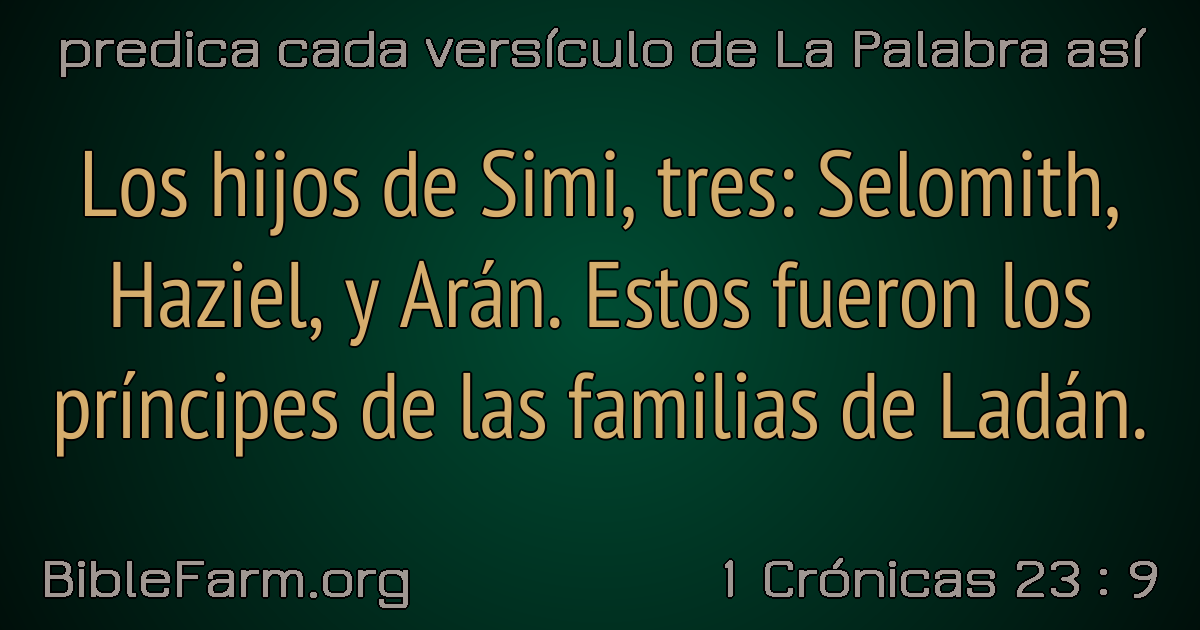 predica cada versículo de La Palabra así
Los hijos de Simi, tres: Selomith,
Haziel, y Arán. Estos fueron los
príncipes de las familias de Ladán.
BibleFarm.org
1 Crónicas 23 : 9